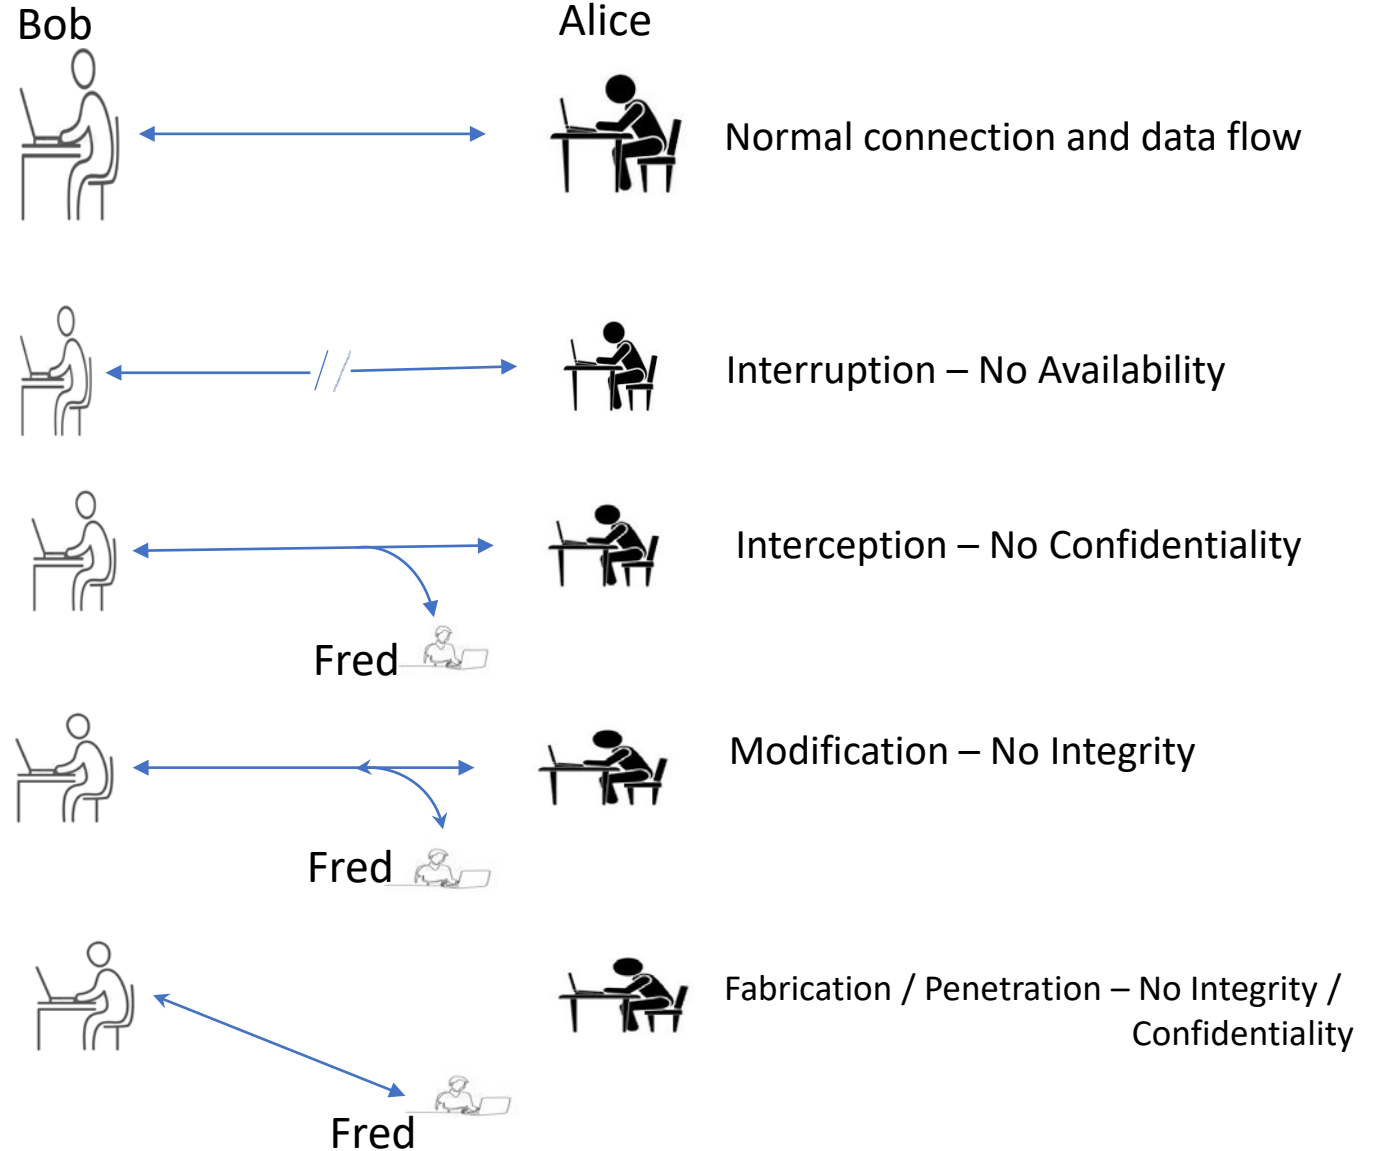 Bob
Alice
Normal connection and data flow
Interruption – No Availability
Interception – No Confidentiality
Fred
Modification – No Integrity
Fred
Fabrication / Penetration – No Integrity /
Confidentiality
Fred